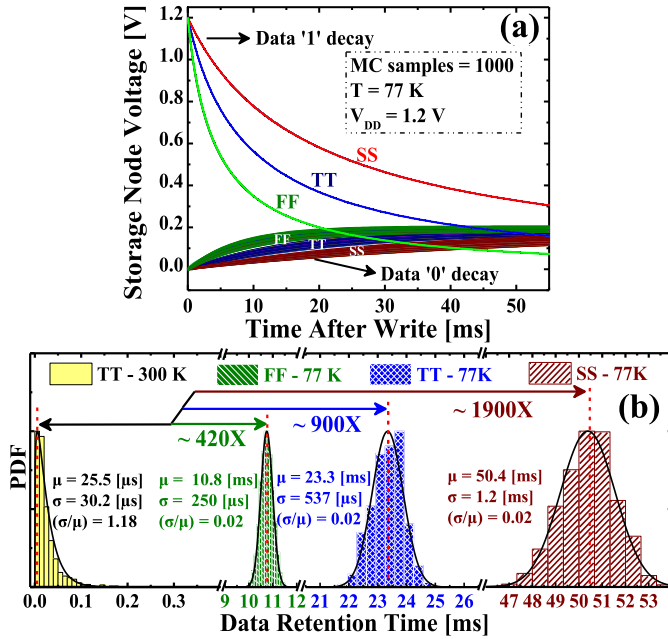 (a)
Storage Node Voltage [V]
1.2
1.0
0.8
0.6
0.4
0.2
0.0
Data '1' decay
MC samples = 1000
T = 77 K
V_DD = 1.2 V
SS
TT
FF
FF
TT
SS
Data '0' decay
0 10 20 30 40 50
Time After Write [ms]
TT - 300 K FF - 77 K TT - 77K SS - 77K
(b)
~ 1900X
~ 900X
~ 420X
PDF
μ = 25.5 [μs]
σ = 30.2 [μs]
(σ/μ) = 1.18
μ = 10.8 [ms]
σ = 250 [μs]
(σ/μ) = 0.02
μ = 23.3 [ms]
σ = 537 [μs]
(σ/μ) = 0.02
μ = 50.4 [ms]
σ = 1.2 [ms]
(σ/μ) = 0.02
0.0 0.1 0.2 0.3 9 10 11 12 21 22 23 24 25 26 47 48 49 50 51 52 53
Data Retention Time [ms]